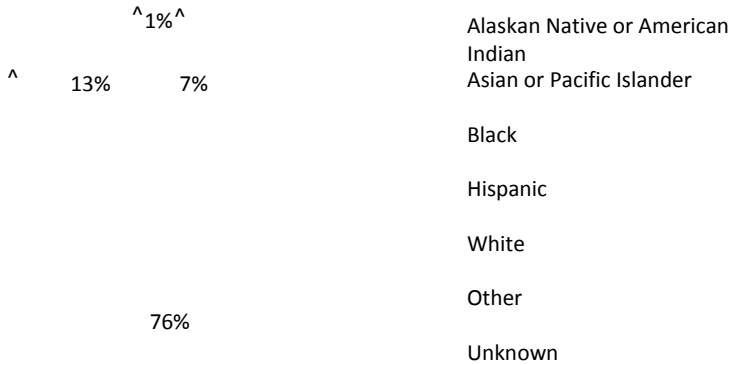 ^1%^
^ 13% 7%
76%
Alaskan Native or American
Indian
Asian or Pacific Islander
Black
Hispanic
White
Other
Unknown